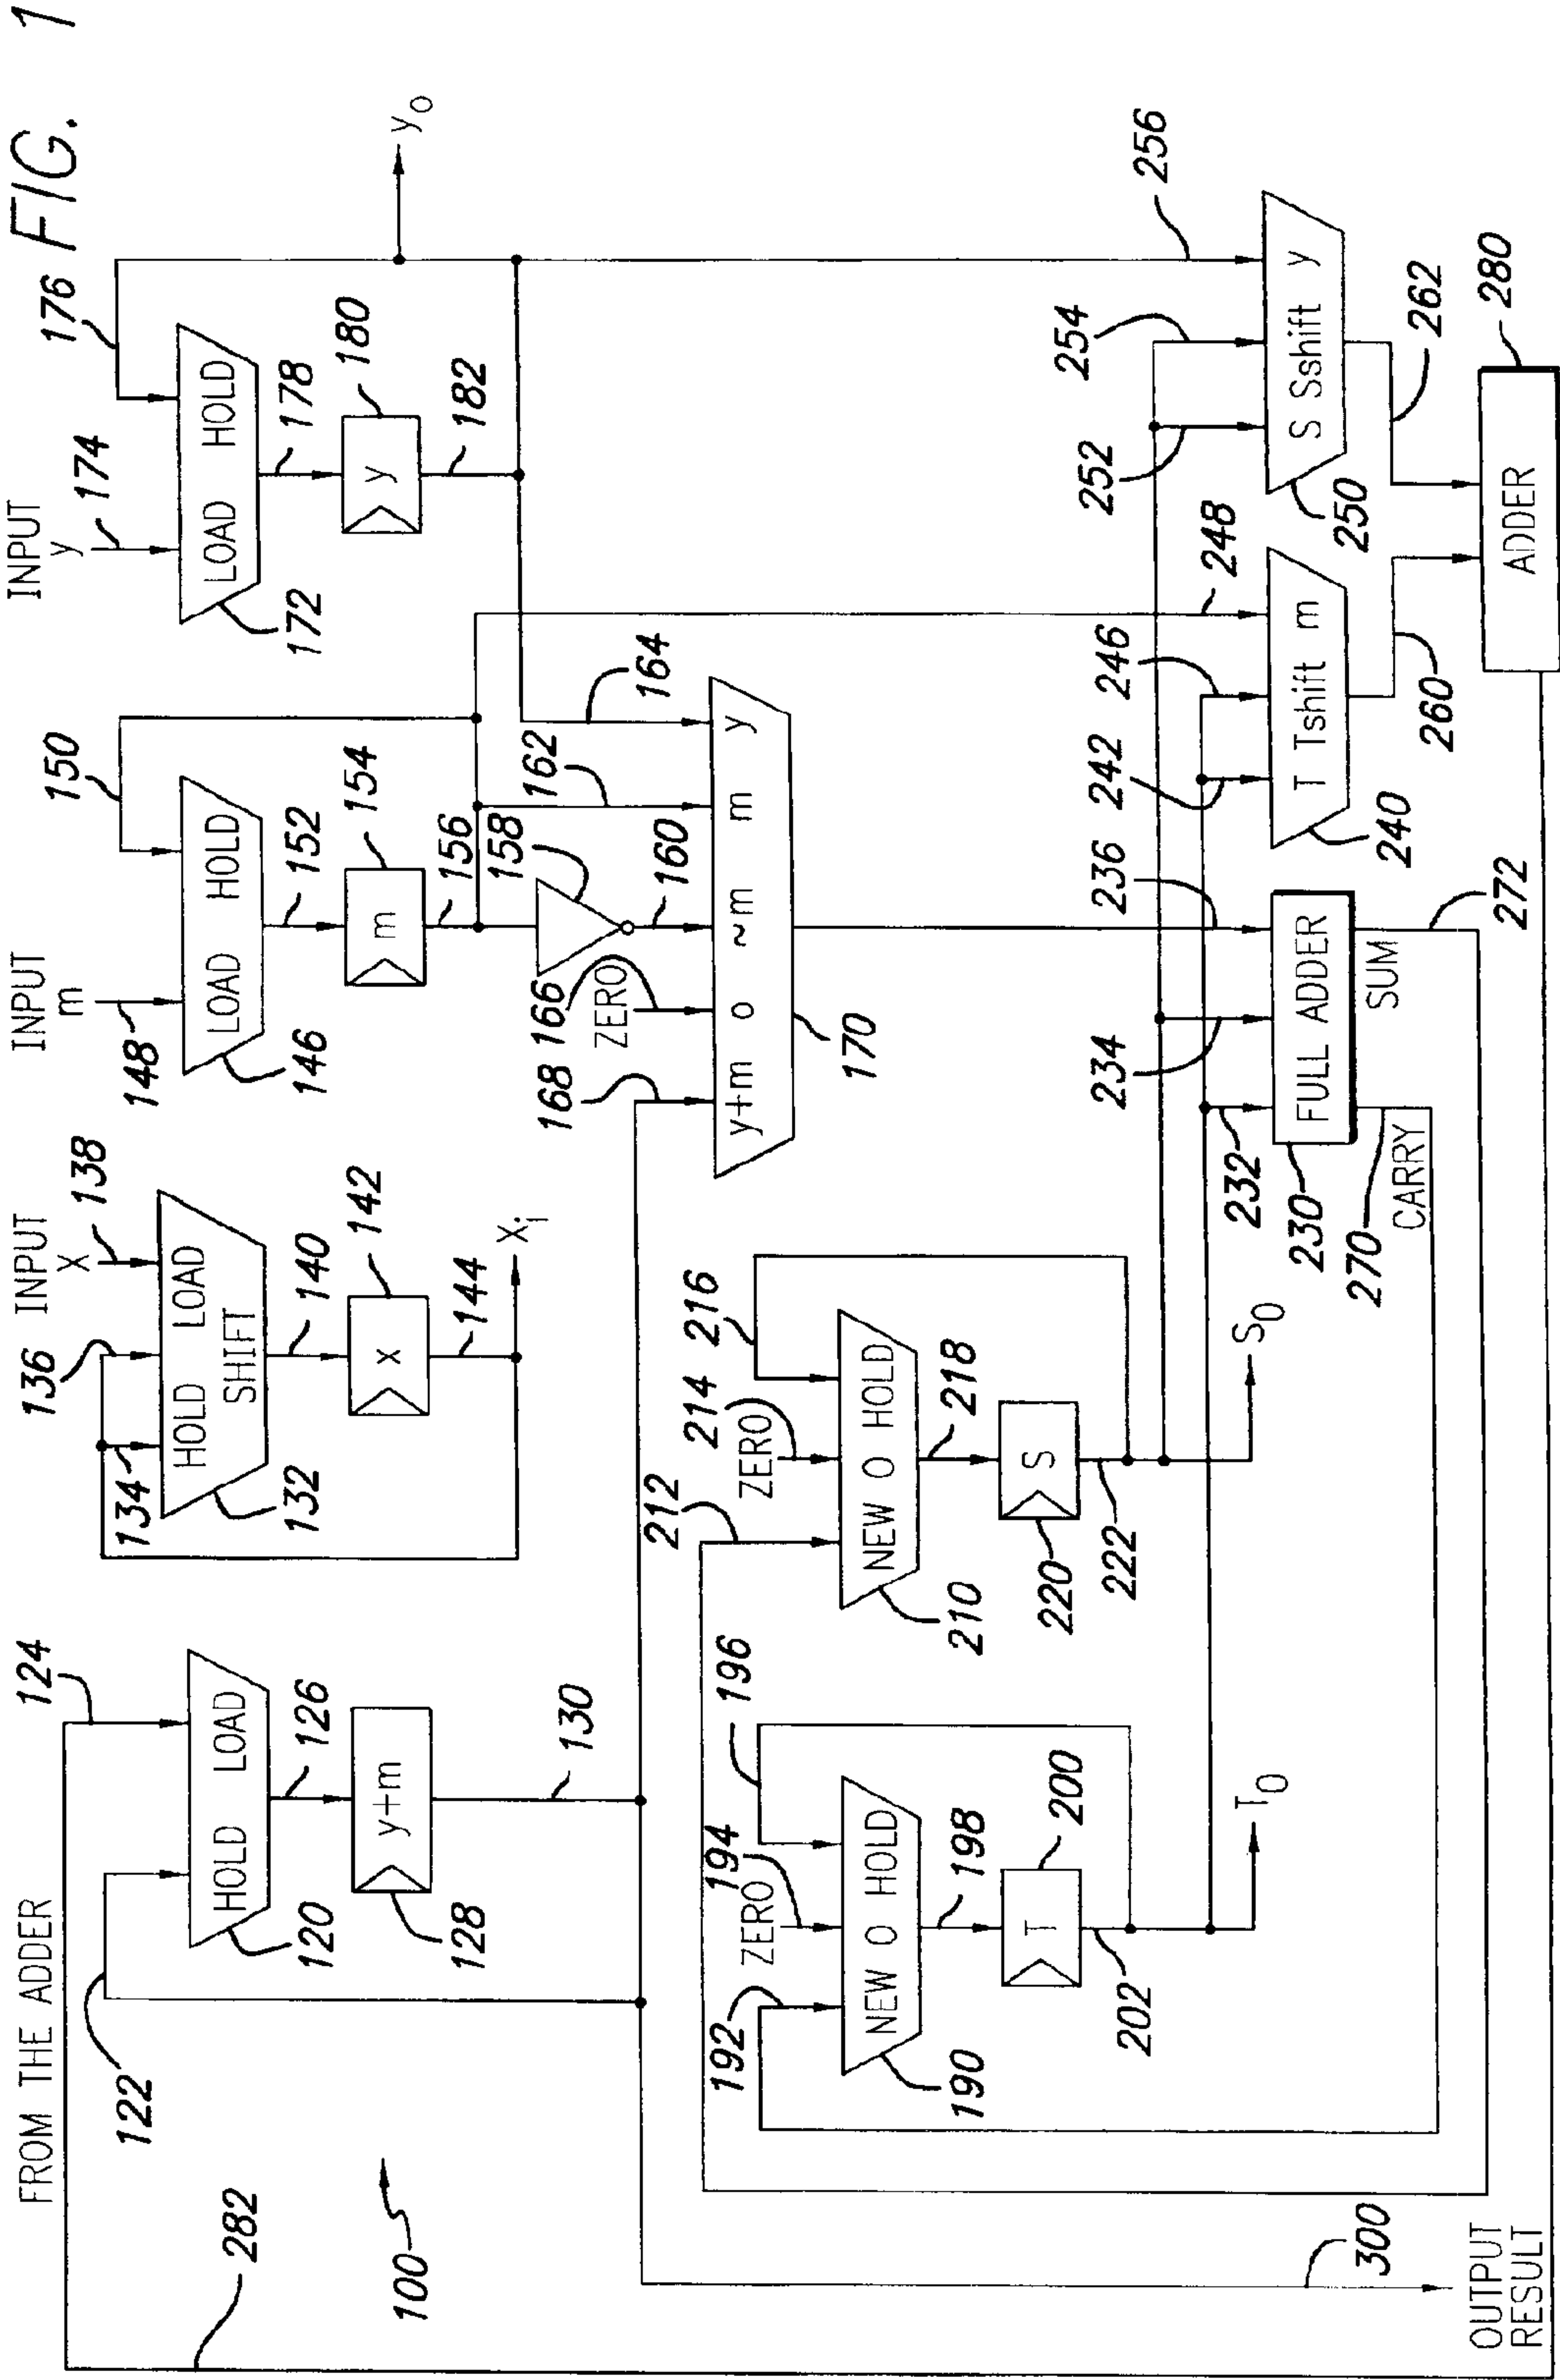 FIG. 1
FROM THE ADDER
124
122
HOLD LOAD
120
126
y+m
128
130
282
100
136
INPUT
X
138
134
HOLD LOAD
SHIFT
132
140
X
142
144
Xi
INPUT
m
148
150
LOAD HOLD
146
152
m
154
156
158
160
162
164
ZERO
166
168
y+m o ~m m y
170
INPUT
y
174
176
LOAD HOLD
172
178
y
180
182
y0
192
ZERO
194
196
NEW 0 HOLD
190
198
T
200
202
T0
212
ZERO
214
216
NEW 0 HOLD
210
218
S
220
222
S0
232
234
236
FULL ADDER
230
CARRY
270
SUM
272
242
246
248
T Tshift m
240
260
252
254
256
S Sshift y
250
262
ADDER
280
300
OUTPUT
RESULT